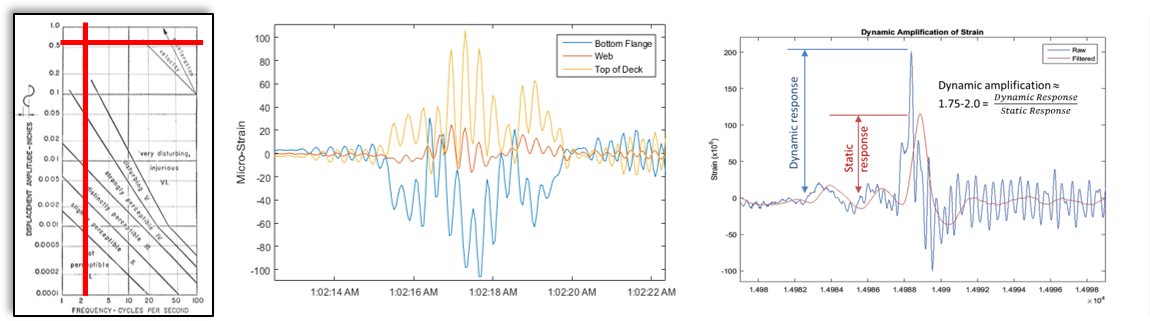 1.0
0.5
0.2
0.1
0.05
0.02
0.01
0.005
0.002
0.001
0.0005
0.0002
0.0001
DISPLACEMENT AMPLITUDE - INCHES
acceleration
velocity
"very disturbing,
injurious
VI.
disturbing V.
strongly perceptible IV
distinctly perceptible III.
perceptible
II.
perceptible
I.
1 2 5 10 20 50 100
FREQUENCY - CYCLES PER SECOND
Micro-Strain
100
80
60
40
20
0
-20
-40
-60
-80
-100
Bottom Flange
Web
Top of Deck
1:02:14 AM 1:02:16 AM 1:02:18 AM 1:02:20 AM 1:02:22 AM
Dynamic Amplification of Strain
Strain (x10⁶)
200
150
100
50
0
-50
-100
Raw
Filtered
Dynamic response
Static
response
Dynamic amplification ≈
1.75-2.0 = Dynamic Response
Static Response
1.498 1.4982 1.4984 1.4986 1.4988 1.499 1.4992 1.4994 1.4996 1.4998
× 10⁴